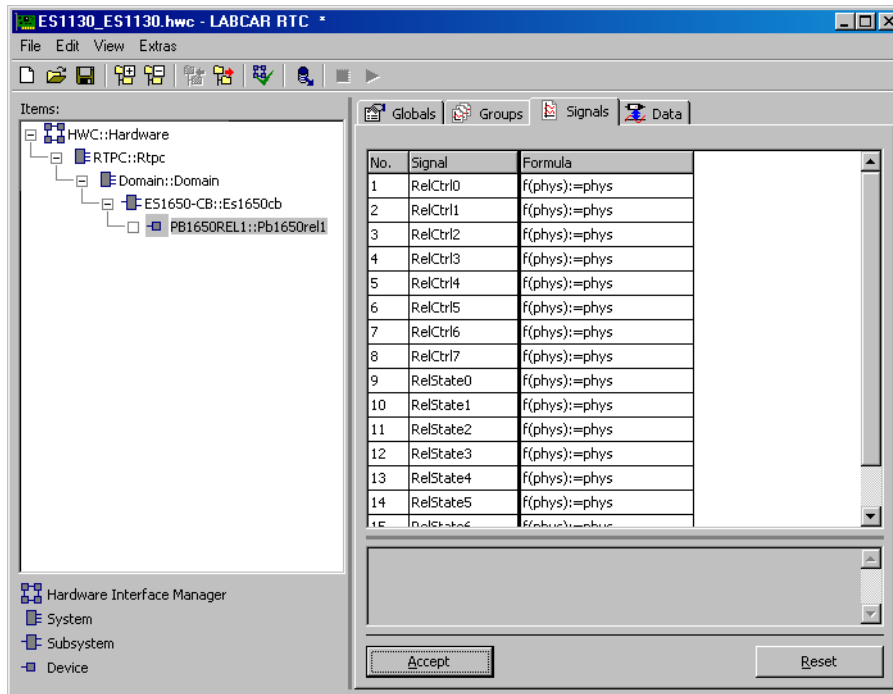 ES1130_ES1130.hwc - LABCAR RTC *
File Edit View Extras
Items:
HWC::Hardware
RTPC::Rtpc
Domain::Domain
ES1650-CB::Es1650cb
PB1650REL1::Pb1650rel1
Hardware Interface Manager
System
Subsystem
Device
Globals Groups Signals Data
No. Signal Formula
1 RelCtrl0 f(phys):=phys
2 RelCtrl1 f(phys):=phys
3 RelCtrl2 f(phys):=phys
4 RelCtrl3 f(phys):=phys
5 RelCtrl4 f(phys):=phys
6 RelCtrl5 f(phys):=phys
7 RelCtrl6 f(phys):=phys
8 RelCtrl7 f(phys):=phys
9 RelState0 f(phys):=phys
10 RelState1 f(phys):=phys
11 RelState2 f(phys):=phys
12 RelState3 f(phys):=phys
13 RelState4 f(phys):=phys
14 RelState5 f(phys):=phys
15 RelState6 f(phys):=phys
Accept Reset